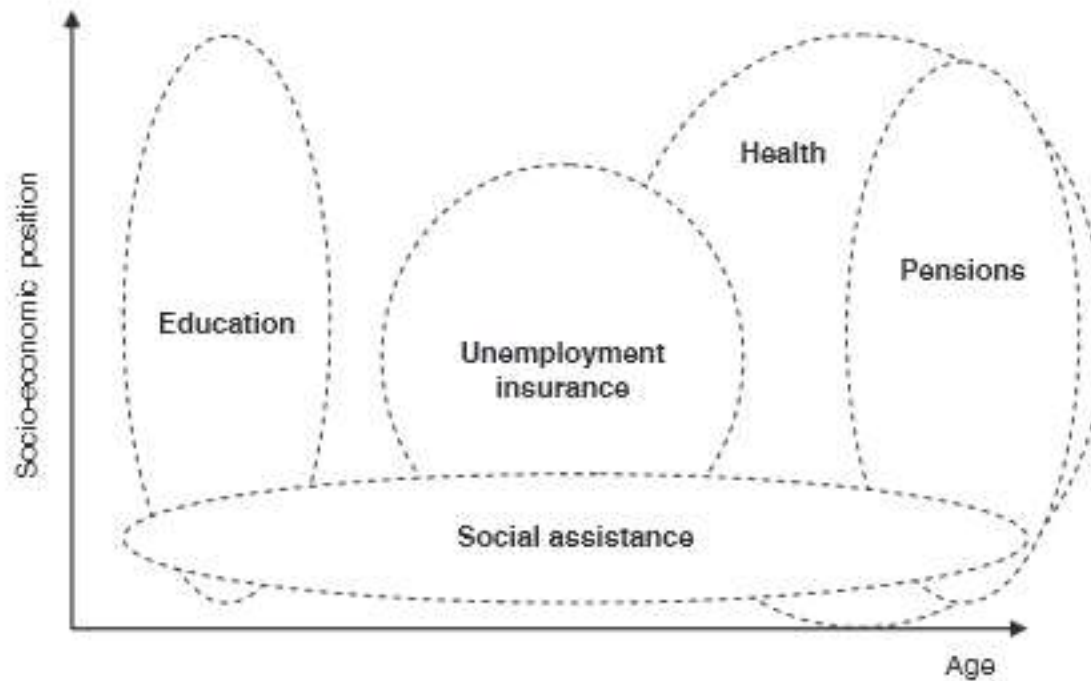 Socio-economic position
Health
Pensions
Education
Unemployment
insurance
Social assistance
Age